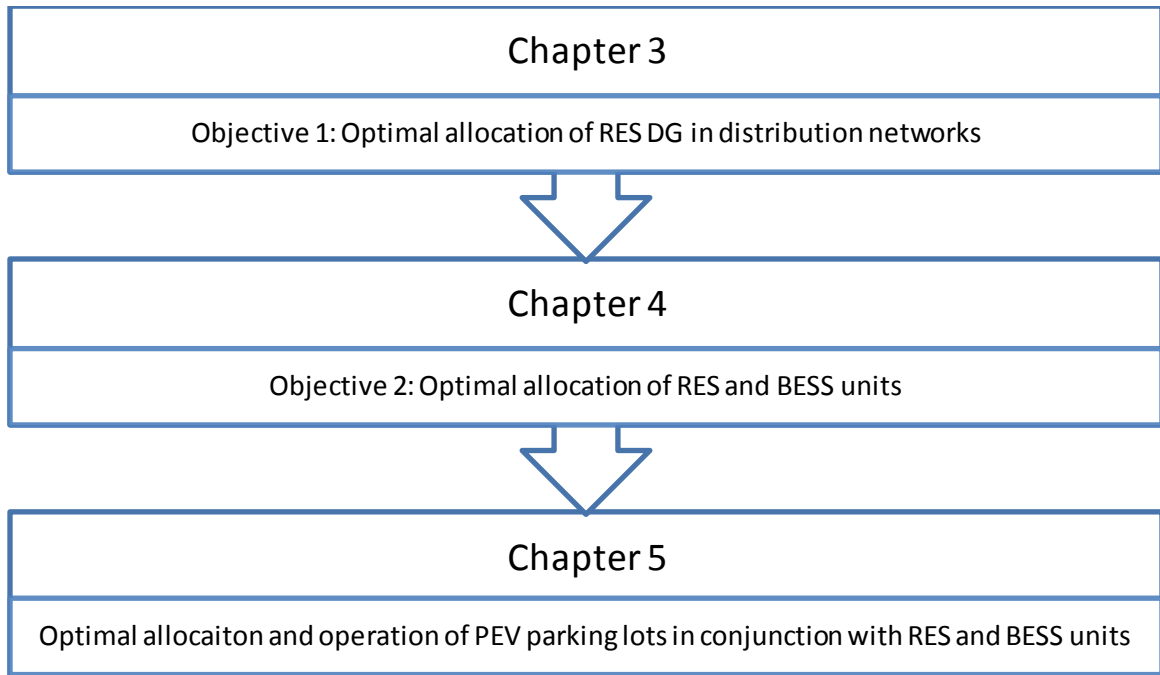 Chapter 3
Objective 1: Optimal allocation of RES DG in distribution networks
Chapter 4
Objective 2: Optimal allocation of RES and BESS units
Chapter 5
Optimal allocaiton and operation of PEV parking lots in conjunction with RES and BESS units